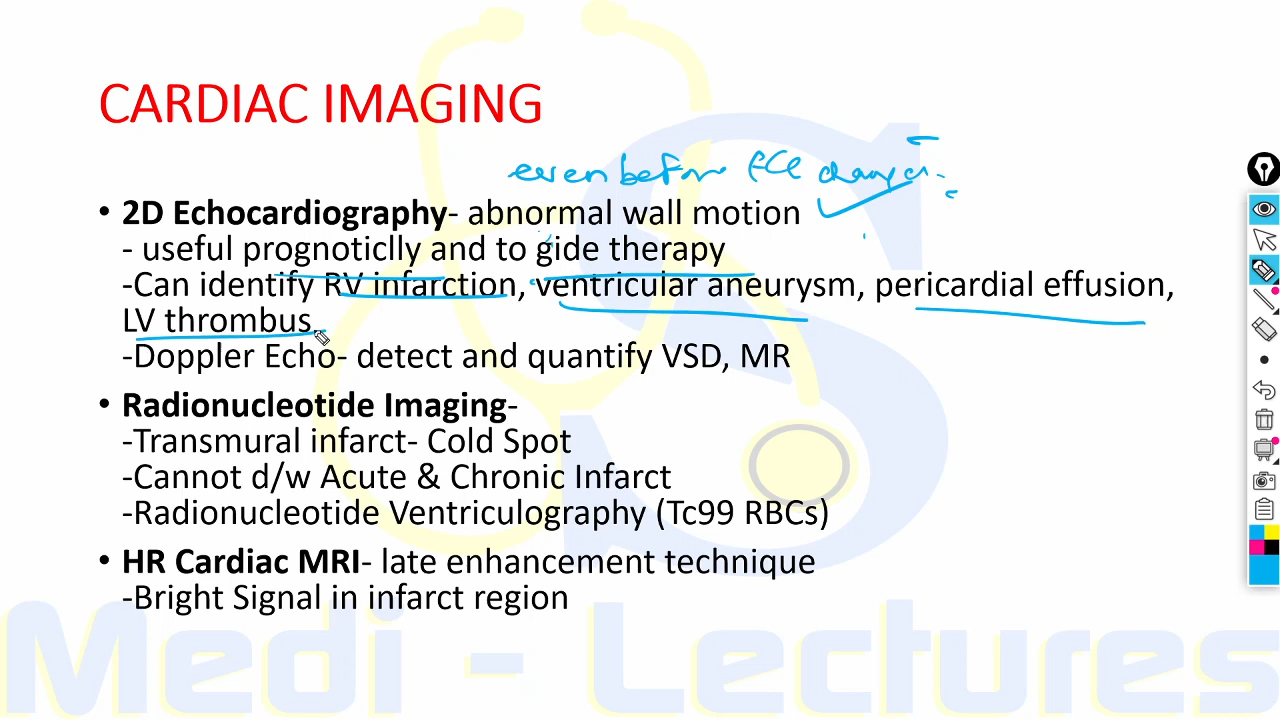 CARDIAC IMAGING
even before ECG changes.
• 2D Echocardiography- abnormal wall motion
- useful prognoticlly and to gide therapy
-Can identify RV infarction, ventricular aneurysm, pericardial effusion,
LV thrombus.
-Doppler Echo- detect and quantify VSD, MR
• Radionucleotide Imaging-
-Transmural infarct- Cold Spot
-Cannot d/w Acute & Chronic Infarct
-Radionucleotide Ventriculography (Tc99 RBCs)
• HR Cardiac MRI- late enhancement technique
-Bright Signal in infarct region
Medi - Lectures